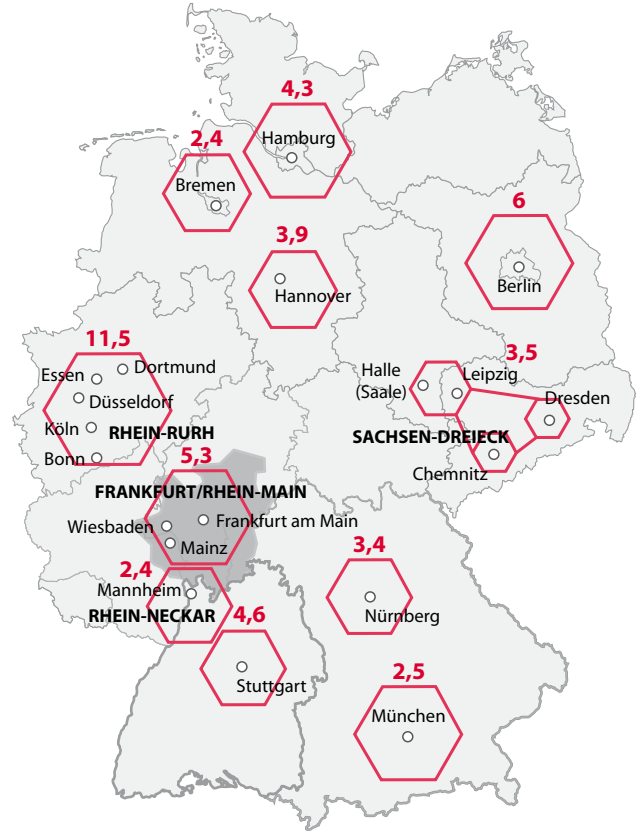 4,3
Hamburg
2,4
Bremen
6
Berlin
3,9
Hannover
11,5
Essen
Dortmund
Düsseldorf
Köln
RHEIN-RURH
Bonn
3,5
Halle
(Saale)
Leipzig
Dresden
SACHSEN-DREIECK
Chemnitz
5,3
FRANKFURT/RHEIN-MAIN
Wiesbaden
Frankfurt am Main
Mainz
2,4
Mannheim
RHEIN-NECKAR
3,4
Nürnberg
4,6
Stuttgart
2,5
München